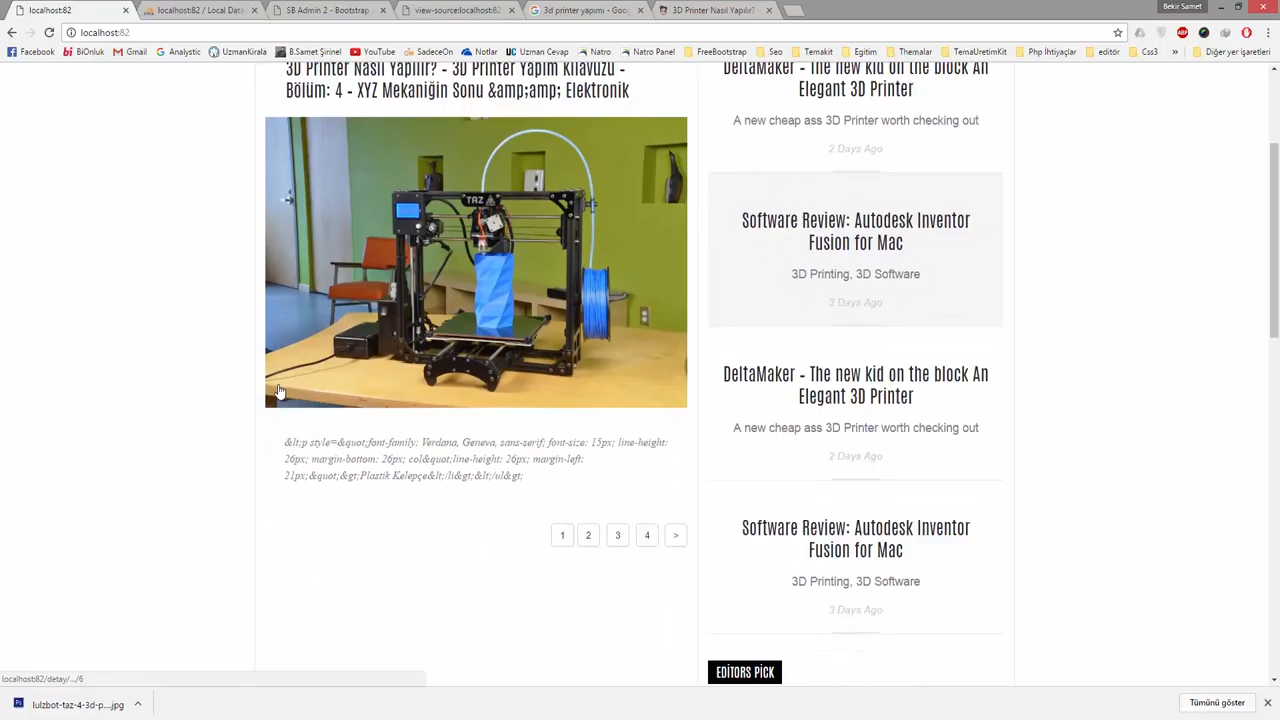 localhost:82
localhost:82 / Local Data
SB Admin 2 - Bootstrap
view-source:localhost:82
3d printer yapımı - Goo
3D Printer Nasıl Yapılır? -
Bekir Samet
localhost:82
Facebook
BiOnluk
Gmail
Analystic
UzmanKirala
B.Samet Şirinel
YouTube
SadeceOn
Notlar
Uzman Cevap
Natro
Natro Panel
FreeBootstrap
Seo
Temakit
Egitim
Themalar
TemaUretimKit
Php İhtiyaçlar
editör
Css3
»
Diğer yer işaretleri
3D Printer Nasıl Yapılır? - 3D Printer Yapım Kılavuzu -
Bölüm: 4 - XYZ Mekaniğin Sonu &amp;amp; Elektronik
TAZ
&lt;p style=&quot;font-family: Verdana, Geneva, sans-serif; font-size: 15px; line-height:
26px; margin-bottom: 26px; col&quot;line-height: 26px; margin-left:
21px;&quot;&gt;Plastik Kelepçe&lt;/li&gt;&lt;/ul&gt;
1 2 3 4 >
DeltaMaker - The new kid on the block An
Elegant 3D Printer
A new cheap ass 3D Printer worth checking out
2 Days Ago
Software Review: Autodesk Inventor
Fusion for Mac
3D Printing, 3D Software
3 Days Ago
DeltaMaker - The new kid on the block An
Elegant 3D Printer
A new cheap ass 3D Printer worth checking out
2 Days Ago
Software Review: Autodesk Inventor
Fusion for Mac
3D Printing, 3D Software
3 Days Ago
EDİTÖRS PİCK
localhost:82/detay/.../6
lulzbot-taz-4-3d-p....jpg
Tümünü göster